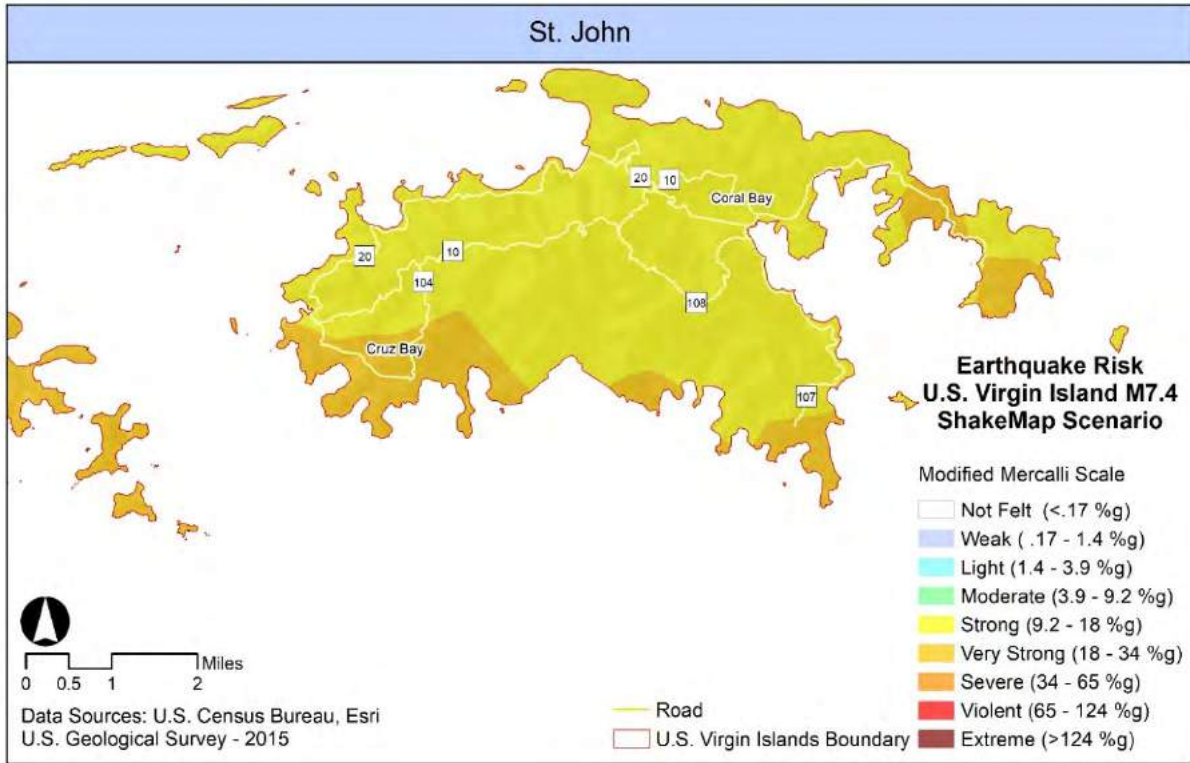 St. John
20
10
Coral Bay
20
10
104
108
Cruz Bay
107
Earthquake Risk
U.S. Virgin Island M7.4
ShakeMap Scenario
Modified Mercalli Scale
Not Felt (<.17 %g)
Weak ( .17 - 1.4 %g)
Light (1.4 - 3.9 %g)
Moderate (3.9 - 9.2 %g)
Strong (9.2 - 18 %g)
Very Strong (18 - 34 %g)
Severe (34 - 65 %g)
Violent (65 - 124 %g)
Extreme (>124 %g)
Miles
0 0.5 1 2
Data Sources: U.S. Census Bureau, Esri
U.S. Geological Survey - 2015
Road
U.S. Virgin Islands Boundary